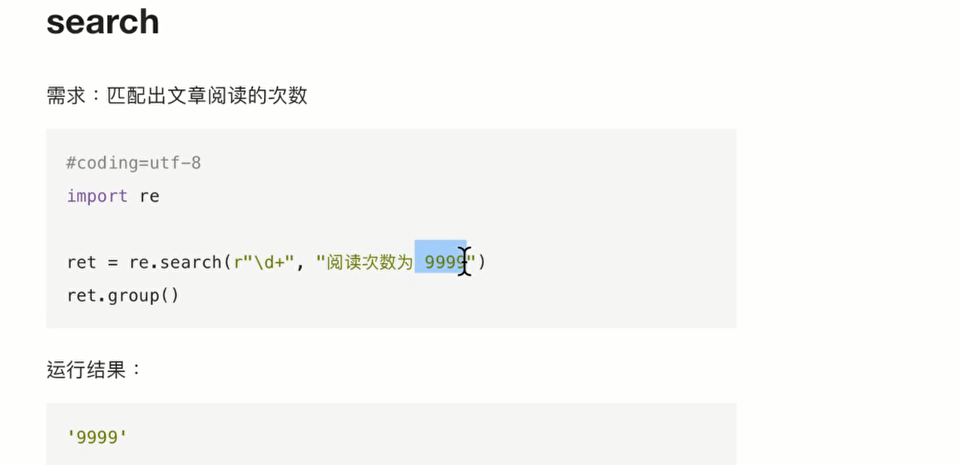 search
需求：匹配出文章阅读的次数
#coding=utf-8
import re
ret = re.search(r"\d+", "阅读次数为 9999")
ret.group()
运行结果：
'9999'